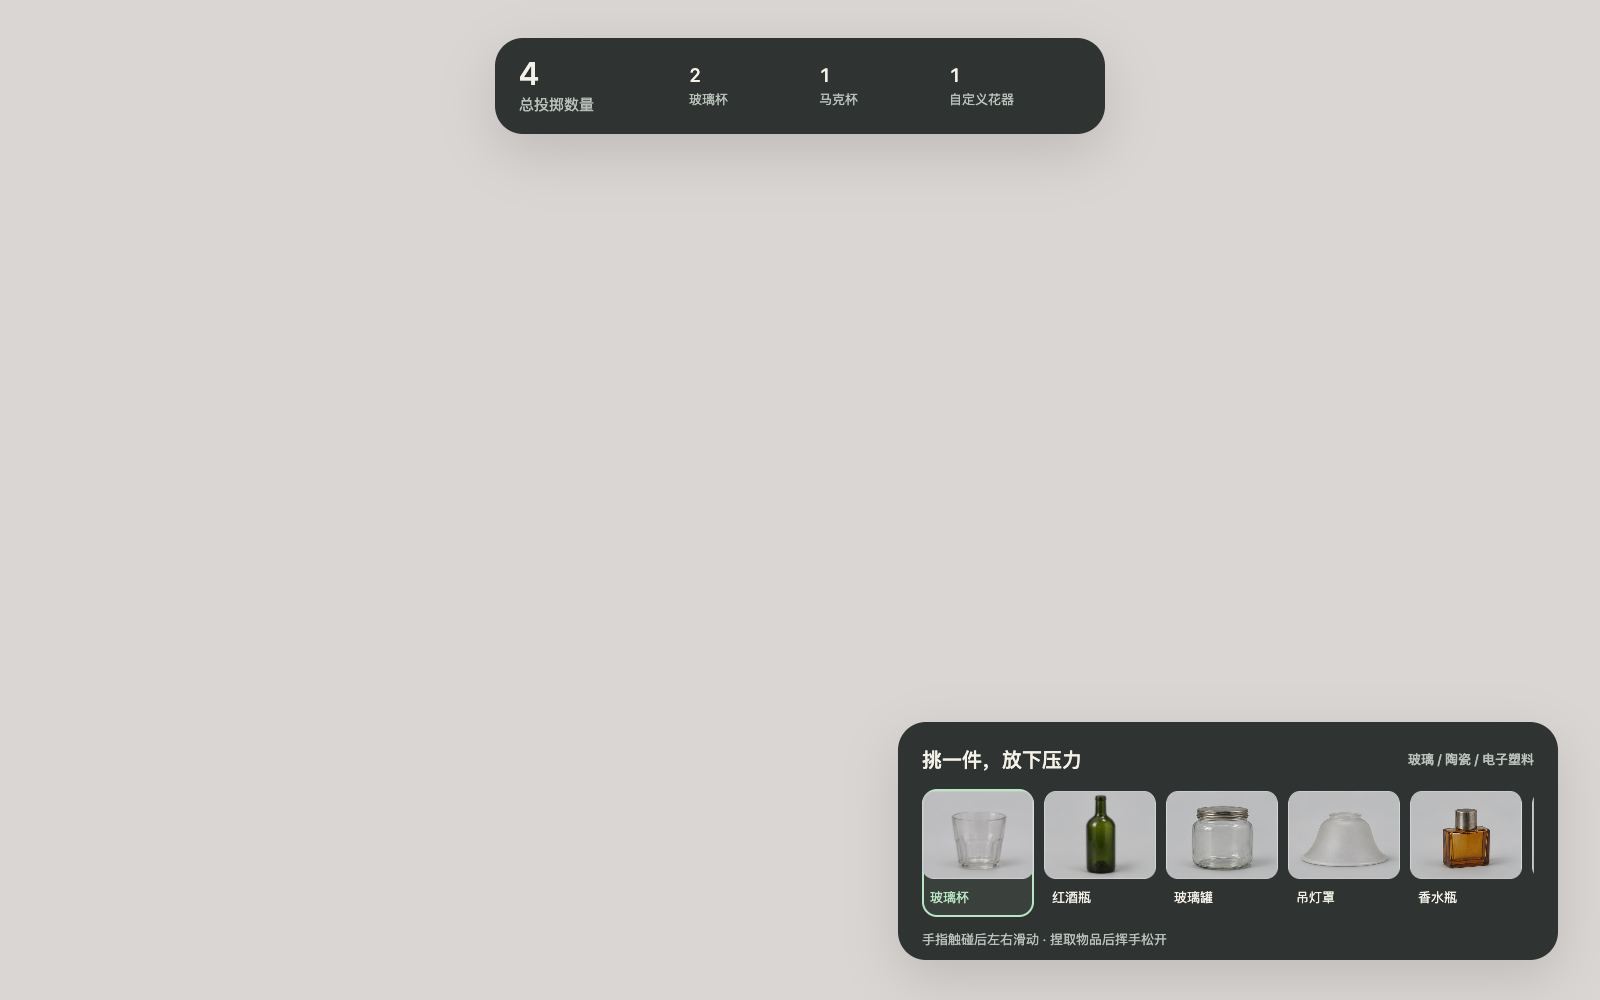 4
总投掷数量
2
玻璃杯
1
马克杯
1
自定义花器
挑一件，放下压力
玻璃 / 陶瓷 / 电子塑料
玻璃杯
红酒瓶
玻璃罐
吊灯罩
香水瓶
手指触碰后左右滑动 · 捏取物品后挥手松开